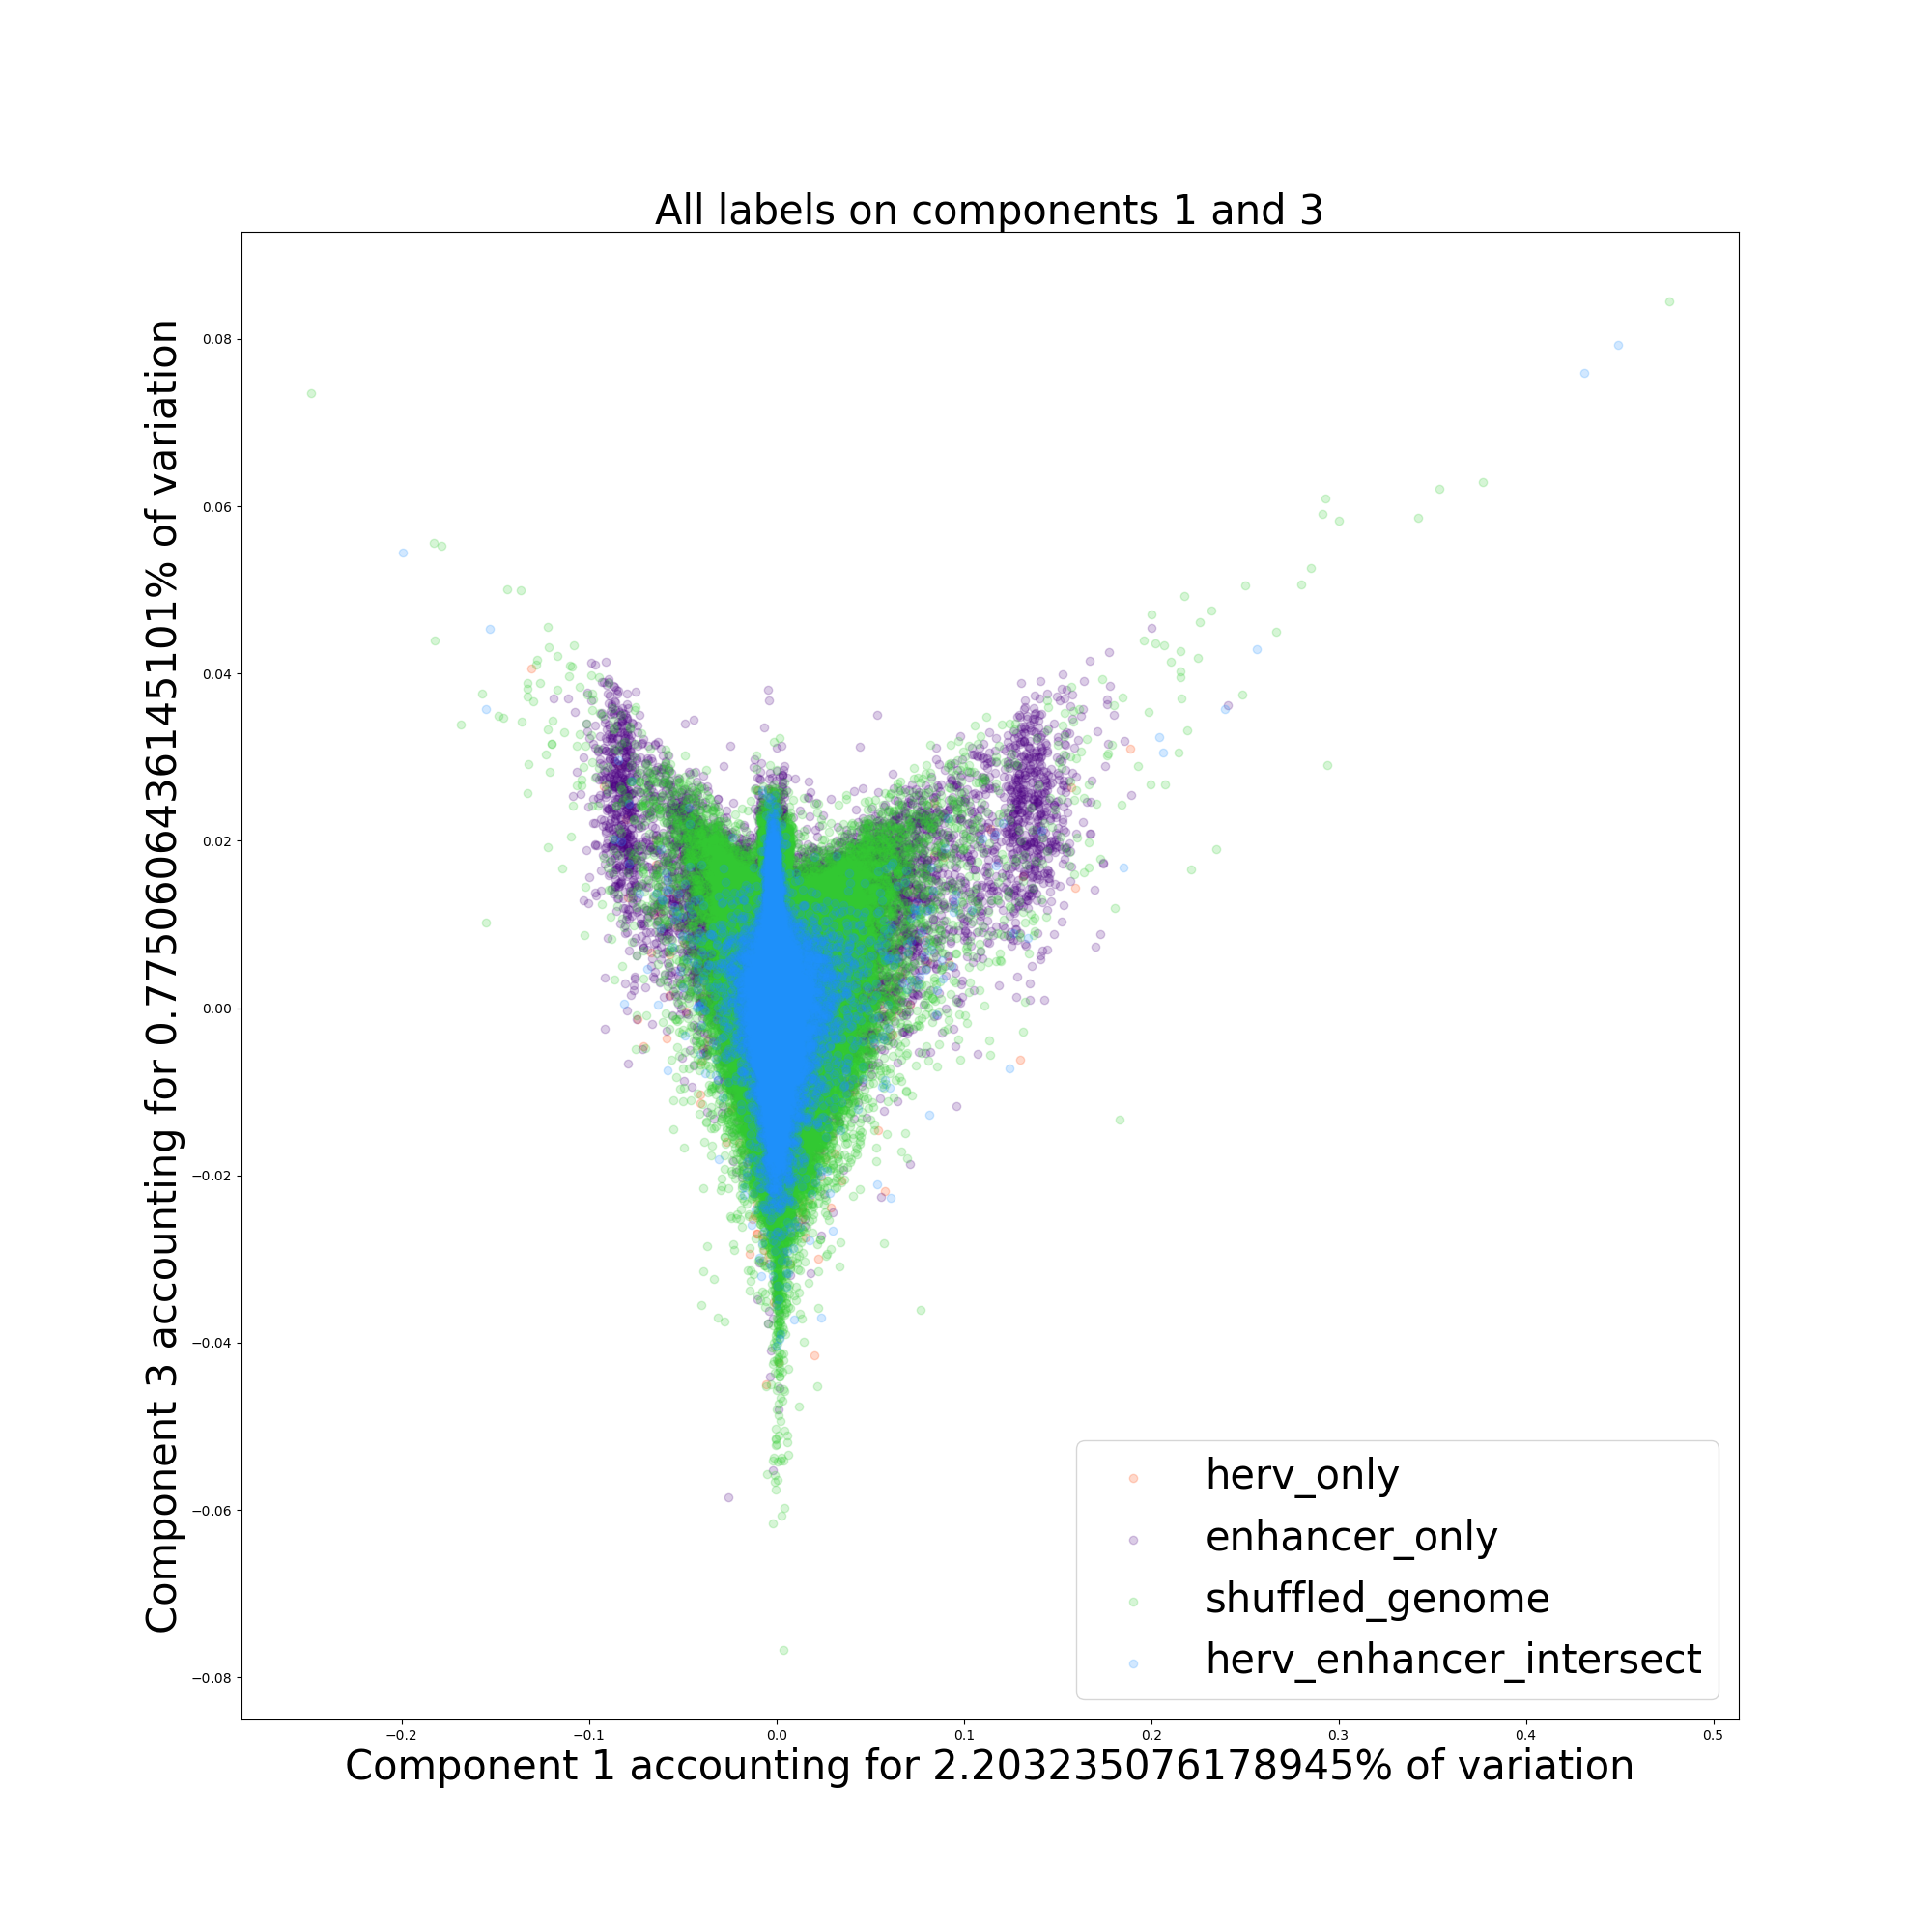 All labels on components 1 and 3
Component 3 accounting for 0.7750606436145101% of variation
0.08
0.06
0.04
0.02
0.00
−0.02
−0.04
−0.06
−0.08
herv_only
enhancer_only
shuffled_genome
herv_enhancer_intersect
−0.2
−0.1
0.0
0.1
0.2
0.3
0.4
0.5
Component 1 accounting for 2.203235076178945% of variation